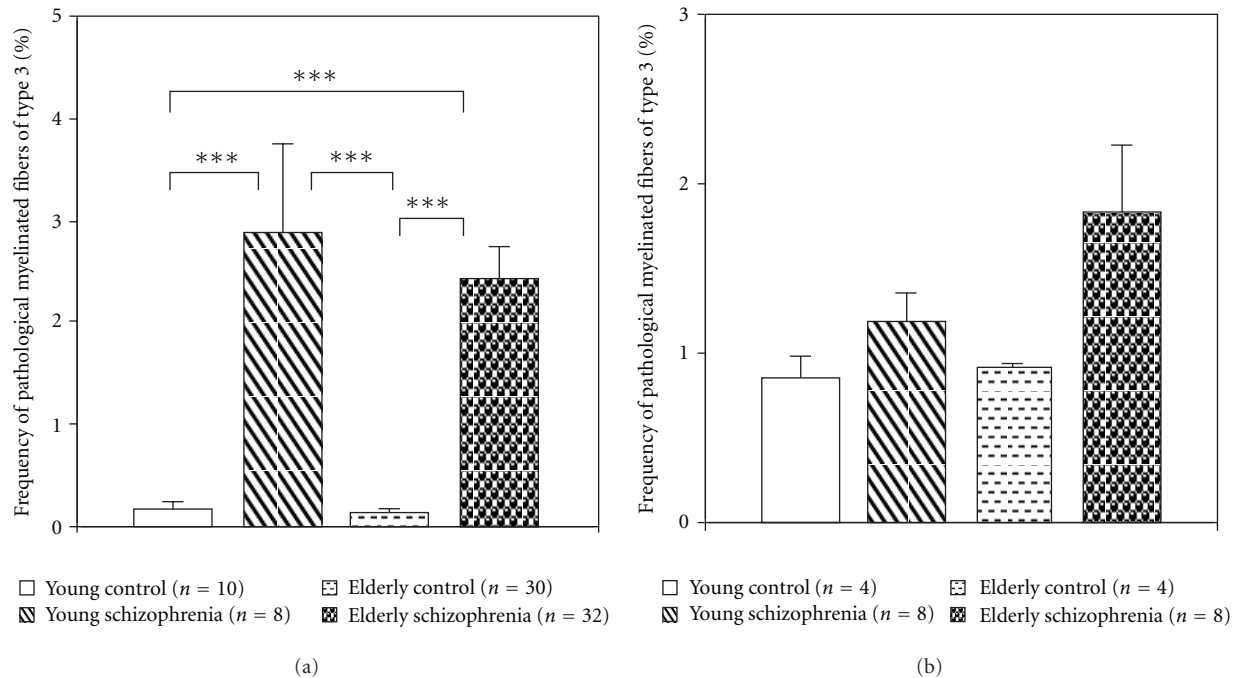 Frequency of pathological myelinated fibers of type 3 (%)
5
4
3
2
1
0
***
***
***
***
□ Young control (n = 10)
Young schizophrenia (n = 8)
Elderly control (n = 30)
Elderly schizophrenia (n = 32)
(a)
Frequency of pathological myelinated fibers of type 3 (%)
3
2
1
0
Young control (n = 4)
Young schizophrenia (n = 8)
Elderly control (n = 4)
Elderly schizophrenia (n = 8)
(b)